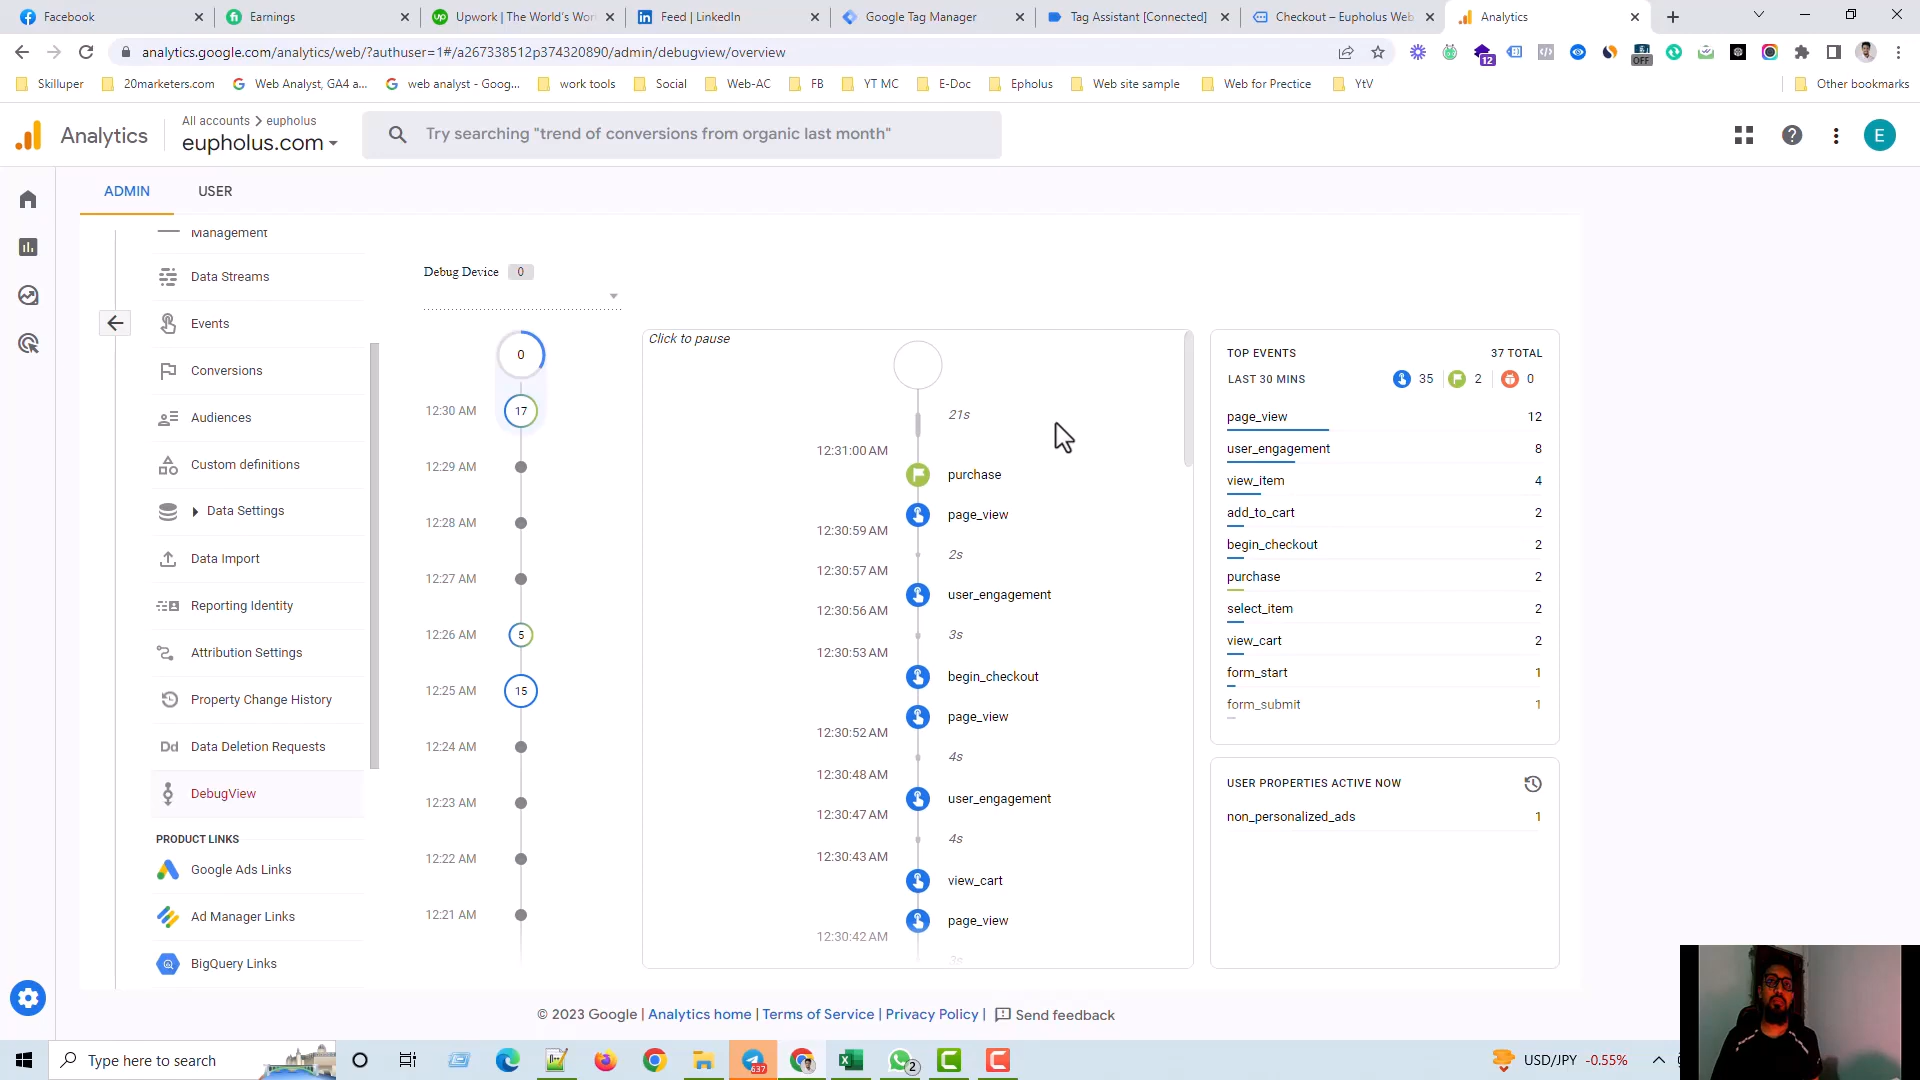 Facebook
Earnings
Upwork | The World's Wor
Feed | LinkedIn
Google Tag Manager
Tag Assistant [Connected]
Checkout – Eupholus Web
Analytics
analytics.google.com/analytics/web/?authuser=1#/a267338512p374320890/admin/debugview/overview
12
OFF
Skilluper
20marketers.com
Web Analyst, GA4 a...
web analyst - Goog...
work tools
Social
Web-AC
FB
YT MC
E-Doc
Epholus
Web site sample
Web for Prectice
YtV
Other bookmarks
Analytics
All accounts > eupholus
eupholus.com
Try searching "trend of conversions from organic last month"
E
ADMIN
USER
Management
Data Streams
Events
Conversions
Audiences
Custom definitions
Data Settings
Data Import
Reporting Identity
Attribution Settings
Property Change History
Dd Data Deletion Requests
DebugView
PRODUCT LINKS
Google Ads Links
Ad Manager Links
BigQuery Links
Debug Device 0
0
12:30 AM 17
12:29 AM
12:28 AM
12:27 AM
12:26 AM 5
12:25 AM 15
12:24 AM
12:23 AM
12:22 AM
12:21 AM
Click to pause
21s
12:31:00 AM
purchase
page_view
12:30:59 AM
2s
12:30:57 AM
user_engagement
12:30:56 AM
3s
12:30:53 AM
begin_checkout
page_view
12:30:52 AM
4s
12:30:48 AM
user_engagement
12:30:47 AM
4s
12:30:43 AM
view_cart
page_view
12:30:42 AM
3s
TOP EVENTS 37 TOTAL
LAST 30 MINS 35 2 0
page_view 12
user_engagement 8
view_item 4
add_to_cart 2
begin_checkout 2
purchase 2
select_item 2
view_cart 2
form_start 1
form_submit 1
USER PROPERTIES ACTIVE NOW
non_personalized_ads 1
© 2023 Google | Analytics home | Terms of Service | Privacy Policy | Send feedback
Type here to search
637
2
USD/JPY -0.55%